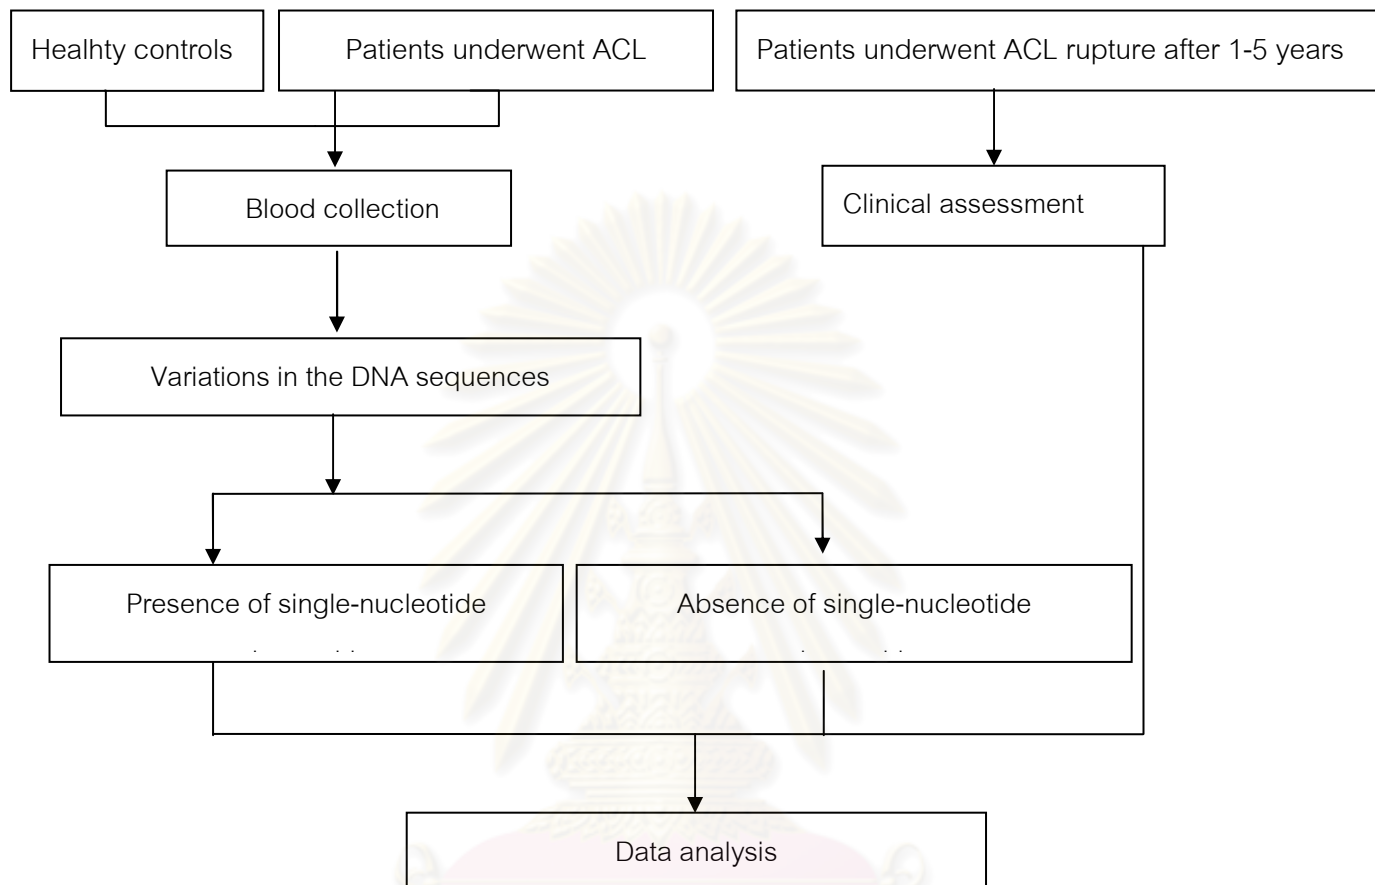 Healhty controls
Patients underwent ACL
Patients underwent ACL rupture after 1-5 years
Blood collection
Clinical assessment
Variations in the DNA sequences
Presence of single-nucleotide
Absence of single-nucleotide
Data analysis